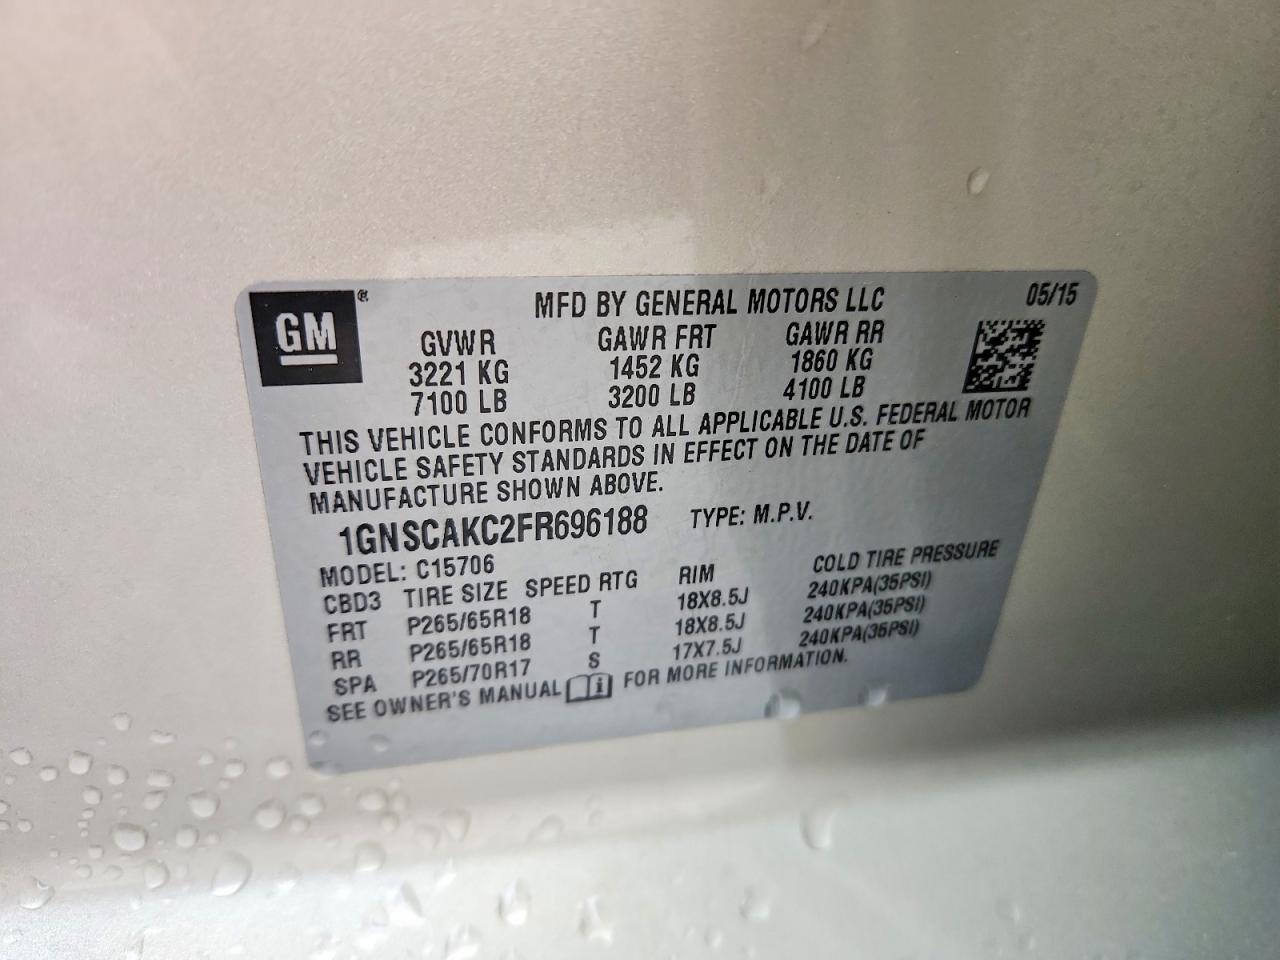 GM ® MFD BY GENERAL MOTORS LLC 05/15
GVWR GAWR FRT GAWR RR
3221 KG 1452 KG 1860 KG
7100 LB 3200 LB 4100 LB
THIS VEHICLE CONFORMS TO ALL APPLICABLE U.S. FEDERAL MOTOR
VEHICLE SAFETY STANDARDS IN EFFECT ON THE DATE OF
MANUFACTURE SHOWN ABOVE.
1GNSCAKC2FR696188 TYPE: M.P.V.
MODEL: C15706
CBD3 TIRE SIZE SPEED RTG RIM COLD TIRE PRESSURE
FRT P265/65R18 T 18X8.5J 240KPA(35PSI)
RR P265/65R18 T 18X8.5J 240KPA(35PSI)
SPA P265/70R17 S 17X7.5J 240KPA(35PSI)
SEE OWNER'S MANUAL FOR MORE INFORMATION.